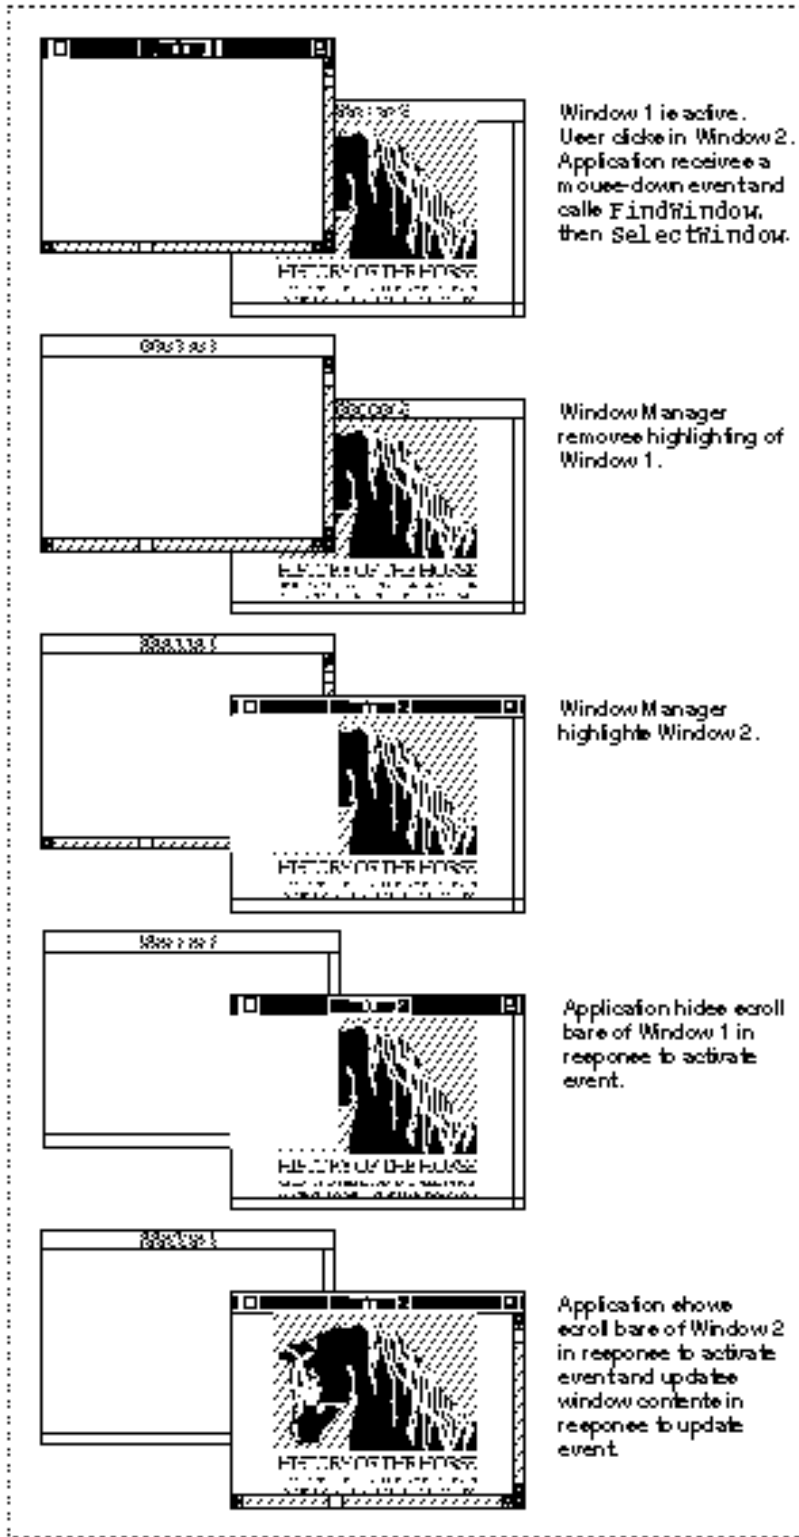 Window 1 is active.
User clicks in Window 2.
Application receives a
mouse-down event and
calls FindWindow,
then SelectWindow.
HISTORY OF THE HORSE
Window Manager
removes highlighting of
Window 1.
HISTORY OF THE HORSE
Window Manager
highlights Window 2.
HISTORY OF THE HORSE
Application hides scroll
bars of Window 1 in
response to activate
event.
HISTORY OF THE HORSE
Application shows
scroll bars of Window 2
in response to activate
event and updates
window contents in
response to update
event.
HISTORY OF THE HORSE